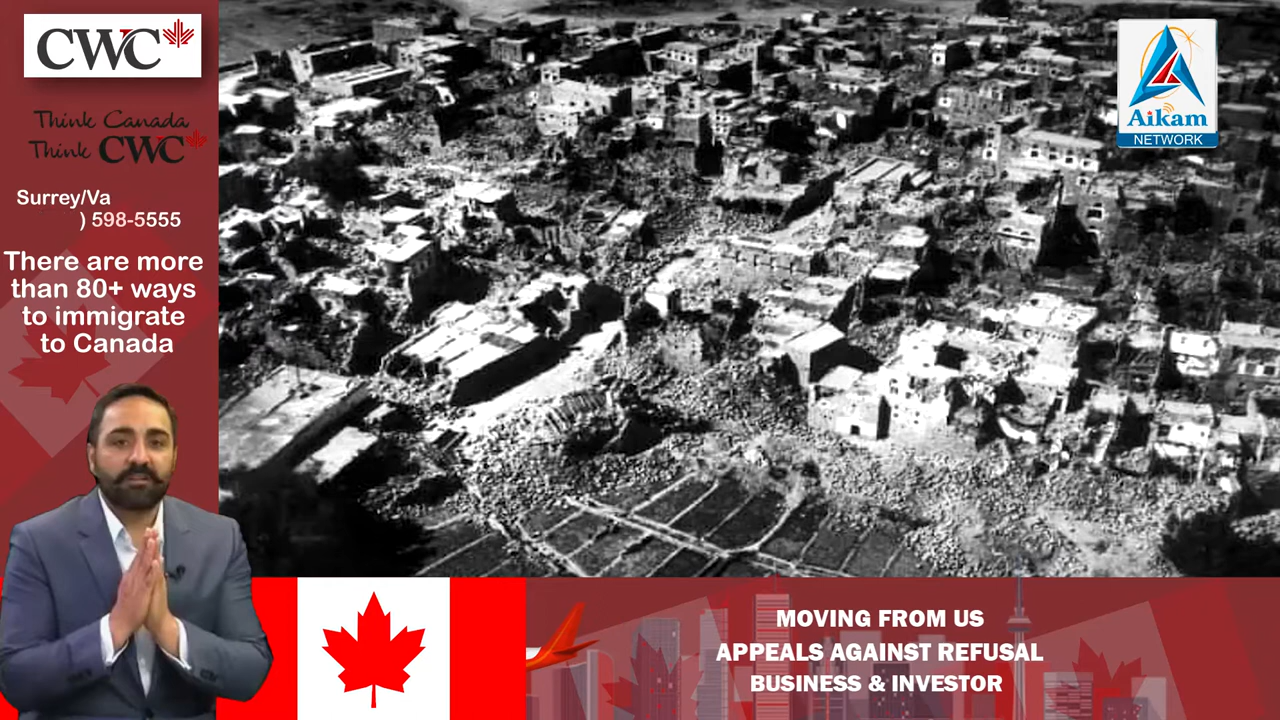 CWC
Think Canada
Think CWC
Surrey/Va
) 598-5555
There are more
than 80+ ways
to immigrate
to Canada
Aikam
NETWORK
MOVING FROM US
APPEALS AGAINST REFUSAL
BUSINESS & INVESTOR